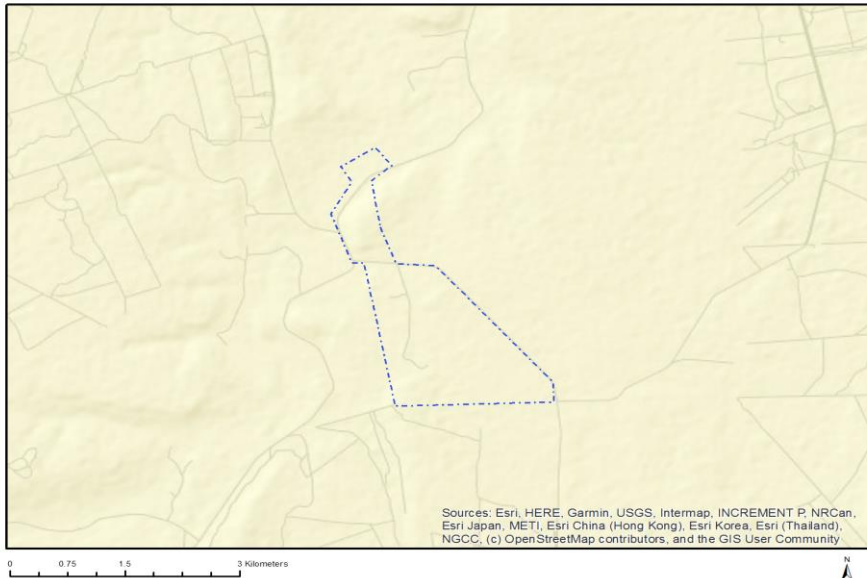 Sources: Esri, HERE, Garmin, USGS, Intermap, INCREMENT P, NRCan,
Esri Japan, METI, Esri China (Hong Kong), Esri Korea, Esri (Thailand),
NGCC, (c) OpenStreetMap contributors, and the GIS User Community
0 0.75 1.5 3 Kilometers
N